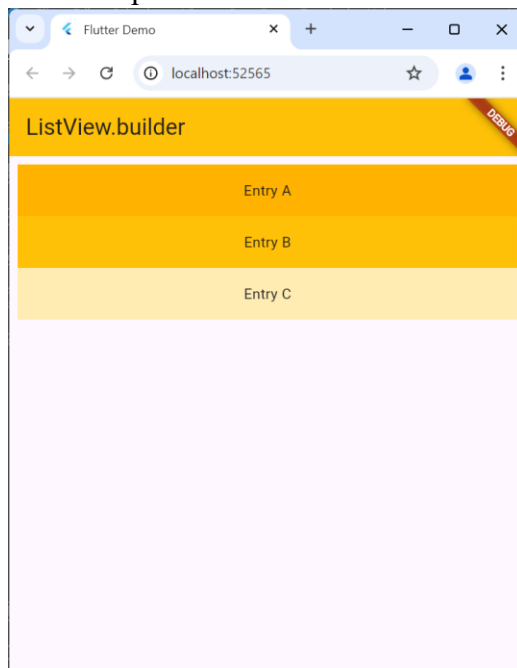 Flutter Demo
localhost:52565
ListView.builder
DEBUG
Entry A
Entry B
Entry C